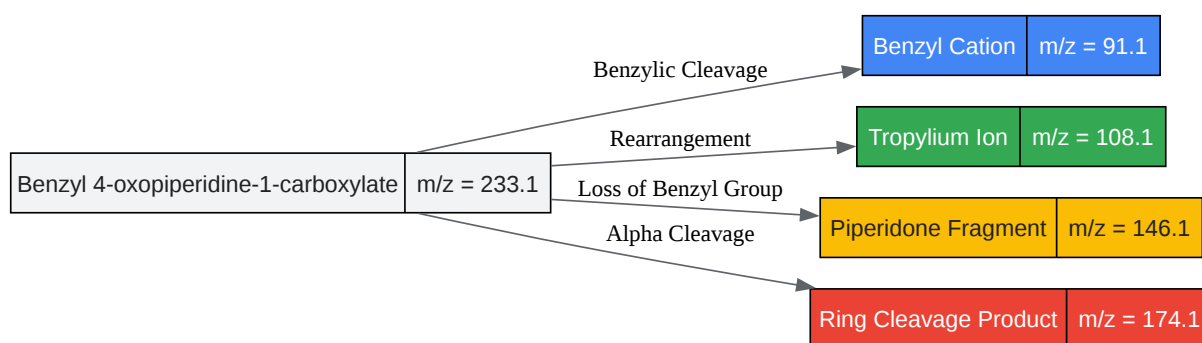 Benzyl Cation m/z = 91.1
Benzylic Cleavage
Rearrangement
Tropylium Ion m/z = 108.1
Benzyl 4-oxopiperidine-1-carboxylate m/z = 233.1
Loss of Benzyl Group
Piperidone Fragment m/z = 146.1
Alpha Cleavage
Ring Cleavage Product m/z = 174.1